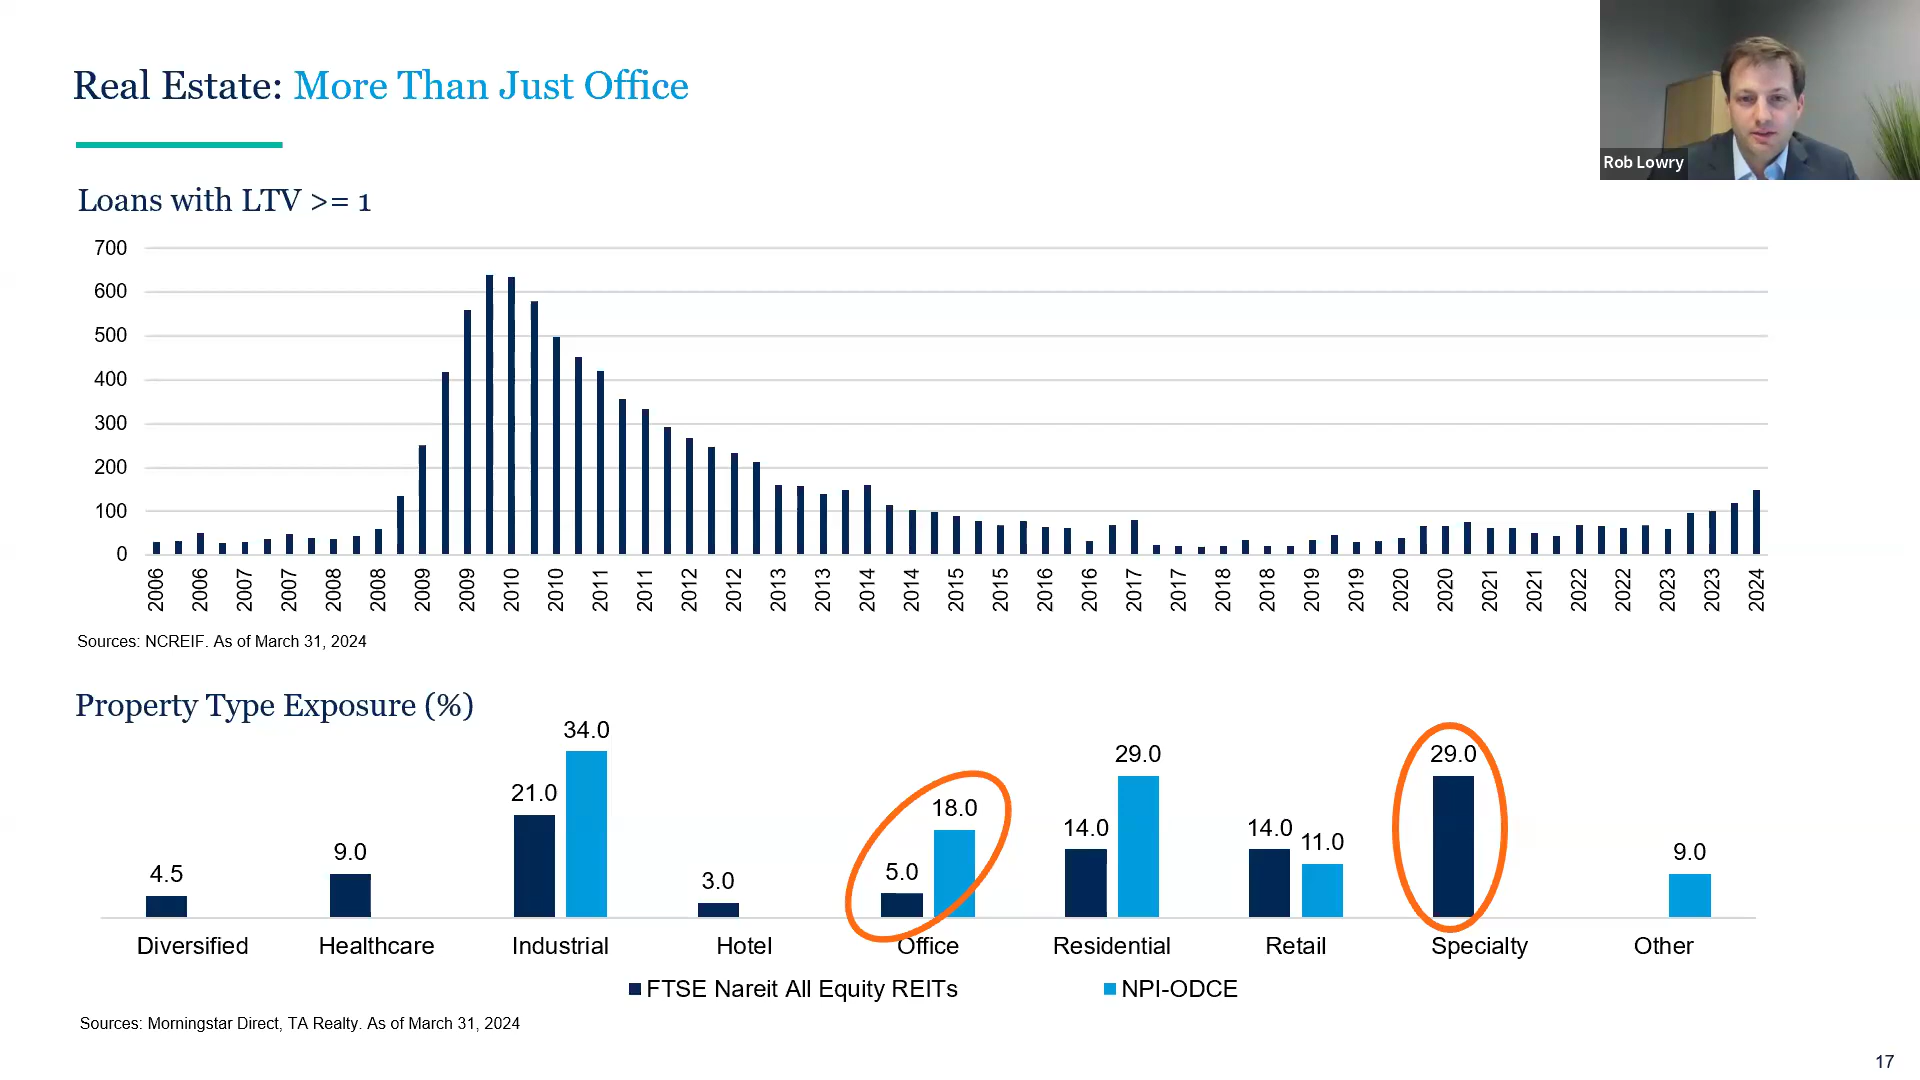 Real Estate: More Than Just Office
Rob Lowry
Loans with LTV >= 1
700
600
500
400
300
200
100
0
2006 2006 2007 2007 2008 2008 2009 2009 2010 2010 2011 2011 2012 2012 2013 2013 2014 2014 2015 2015 2016 2016 2017 2017 2018 2018 2019 2019 2020 2020 2021 2021 2022 2022 2023 2023 2024
Sources: NCREIF. As of March 31, 2024
Property Type Exposure (%)
4.5 9.0 21.0 34.0 3.0 5.0 18.0 14.0 29.0 14.0 11.0 29.0 9.0
Diversified Healthcare Industrial Hotel Office Residential Retail Specialty Other
FTSE Nareit All Equity REITs NPI-ODCE
Sources: Morningstar Direct, TA Realty. As of March 31, 2024
17